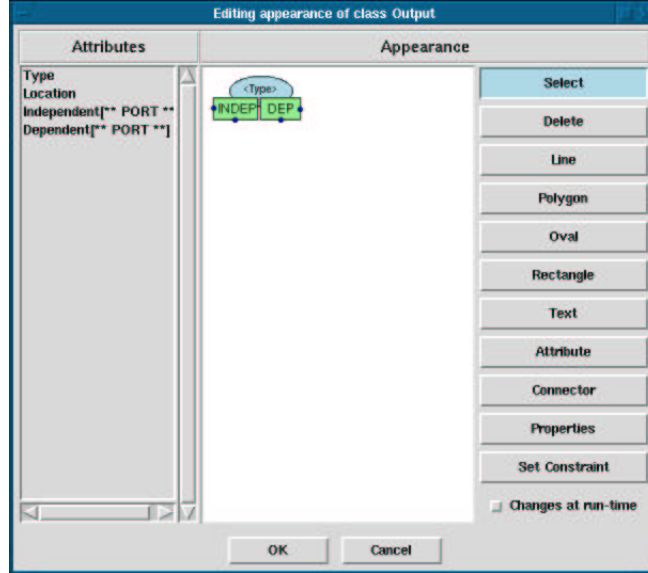 Editing appearance of class Output
Attributes
Appearance
Type
Location
Independent[** PORT **
Dependent[** PORT **]
<Type>
INDEP DEP
Select
Delete
Line
Polygon
Oval
Rectangle
Text
Attribute
Connector
Properties
Set Constraint
Changes at run-time
OK
Cancel